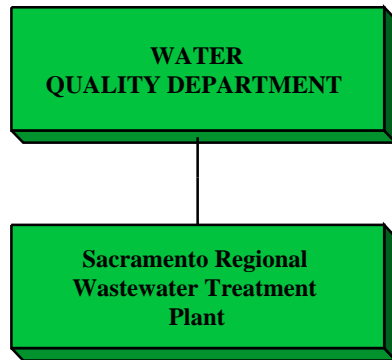 WATER
QUALITY DEPARTMENT
Sacramento Regional
Wastewater Treatment
Plant